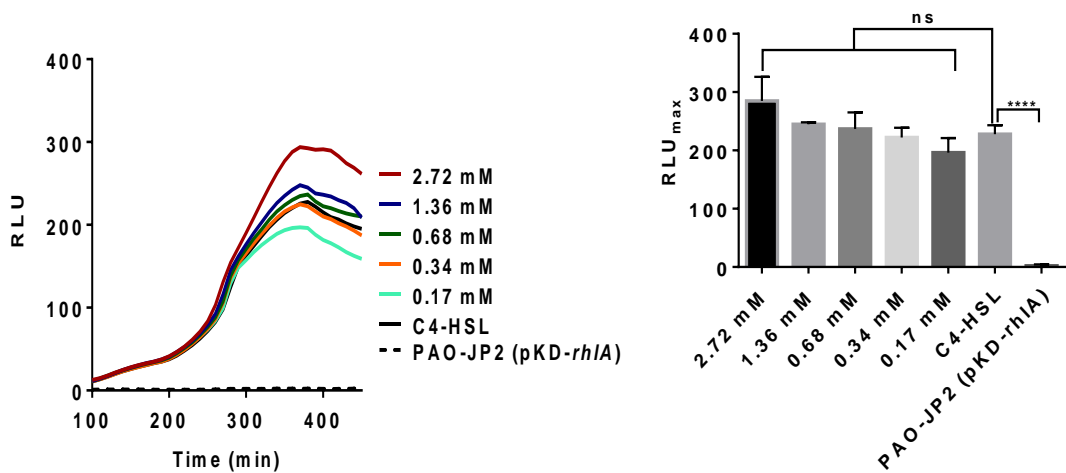 400
300
200
100
0
RLU
100
200
300
400
Time (min)
2.72 mM
1.36 mM
0.68 mM
0.34 mM
0.17 mM
C4-HSL
PAO-JP2 (pKD-rhlA)
ns
****
400
300
200
100
0
RLUmax
2.72 mM
1.36 mM
0.68 mM
0.34 mM
0.17 mM
C4-HSL
PAO-JP2 (pKD-rhlA)